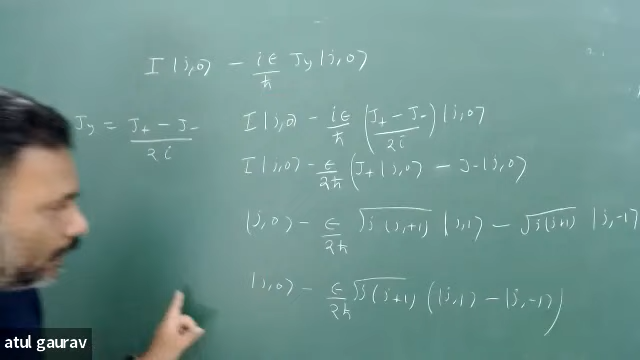 I |j,0⟩ - iϵ/ħ Jy |j,0⟩
Jy = J+ - J- / 2i
I |j,0⟩ - iϵ/ħ (J+ - J- / 2i) |j,0⟩
I |j,0⟩ - ϵ/2ħ (J+ |j,0⟩ - J- |j,0⟩
|j,0⟩ - ϵ/2ħ √j(j+1) |j,1⟩ - √j(j+1) |j,-1⟩
|j,0⟩ - ϵ/2ħ √j(j+1) (|j,1⟩ - |j,-1⟩)
atul gaurav